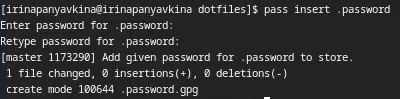 [irinapanyavkina@irinapanyavkina dotfiles]$ pass insert .password
Enter password for .password:
Retype password for .password:
[master 1173290] Add given password for .password to store.
1 file changed, 0 insertions(+), 0 deletions(-)
create mode 100644 .password.gpg